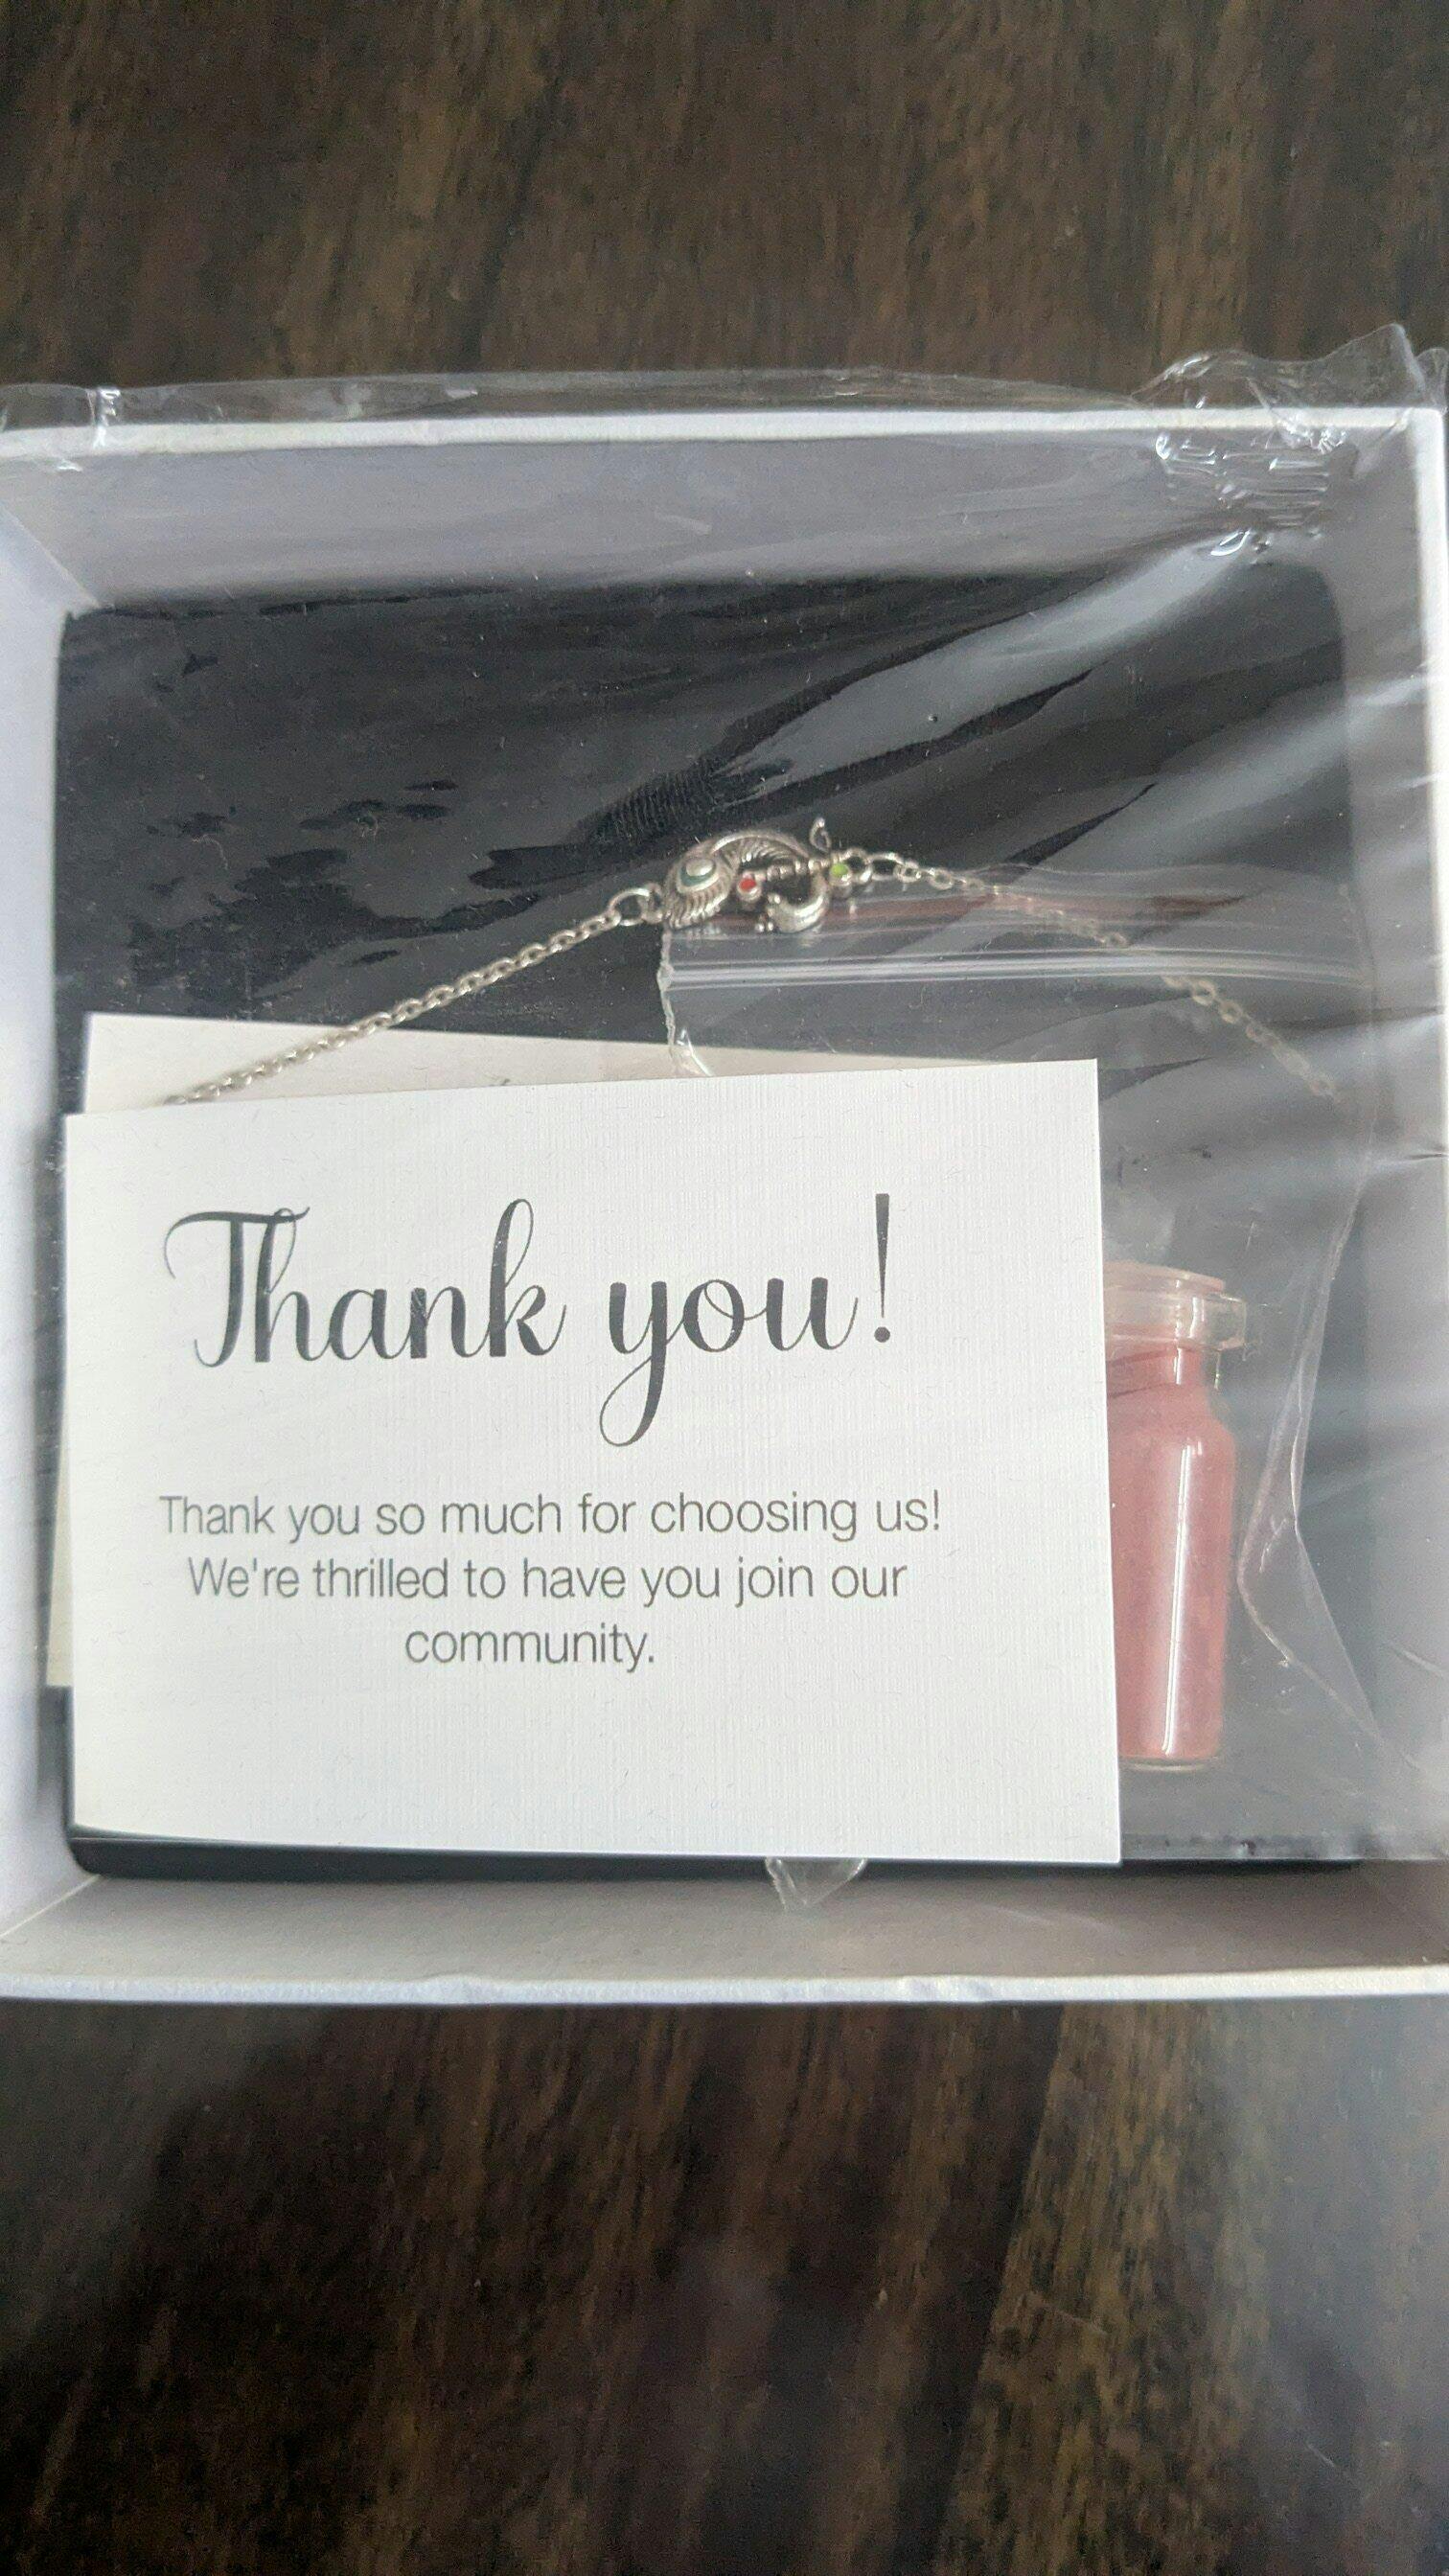 Thank you!
Thank you so much for choosing us!
We're thrilled to have you join our
community.